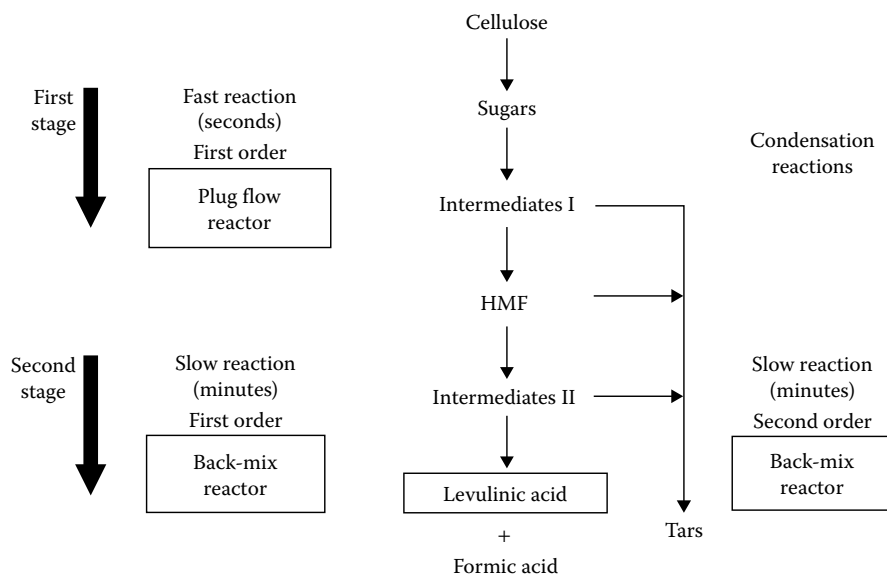 Cellulose
First
stage
Fast reaction
(seconds)
First order
Plug flow
reactor
Sugars
Condensation
reactions
Intermediates I
HMF
Second
stage
Slow reaction
(minutes)
First order
Back-mix
reactor
Intermediates II
Levulinic acid
+
Formic acid
Tars
Slow reaction
(minutes)
Second order
Back-mix
reactor